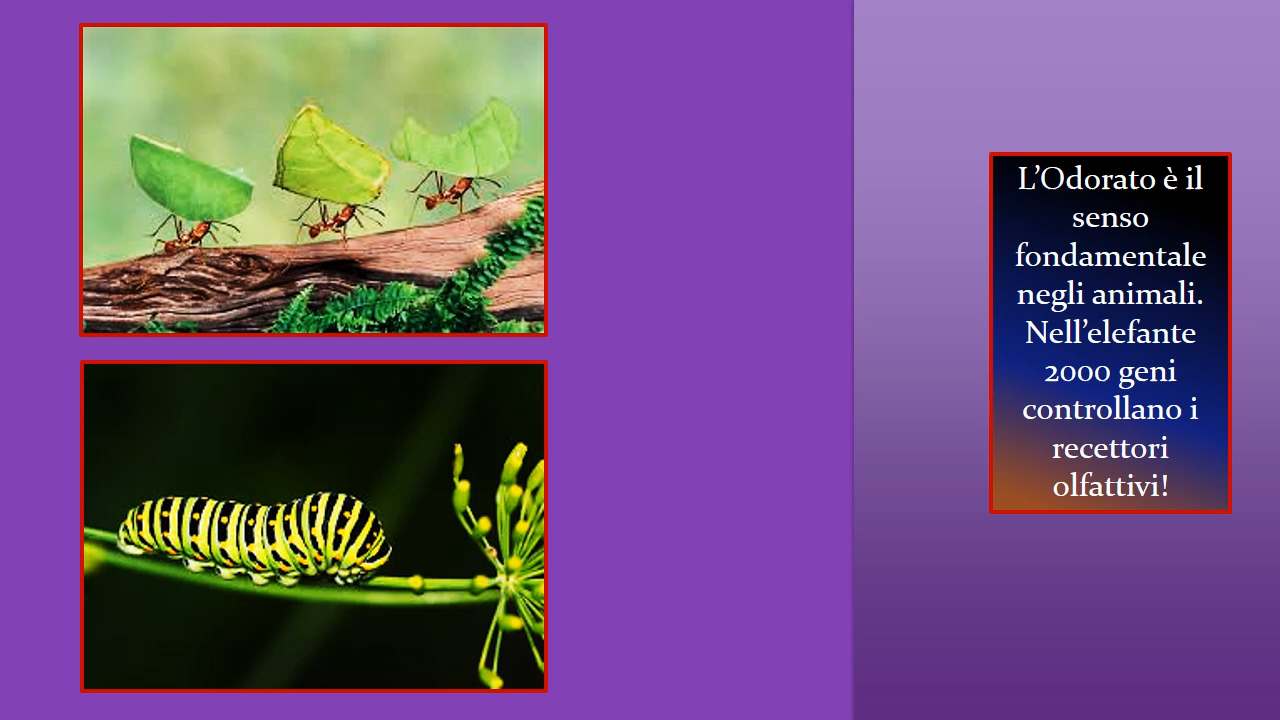 L’Odorato è il
senso
fondamentale
negli animali.
Nell’elefante
2000 geni
controllano i
recettori
olfattivi!